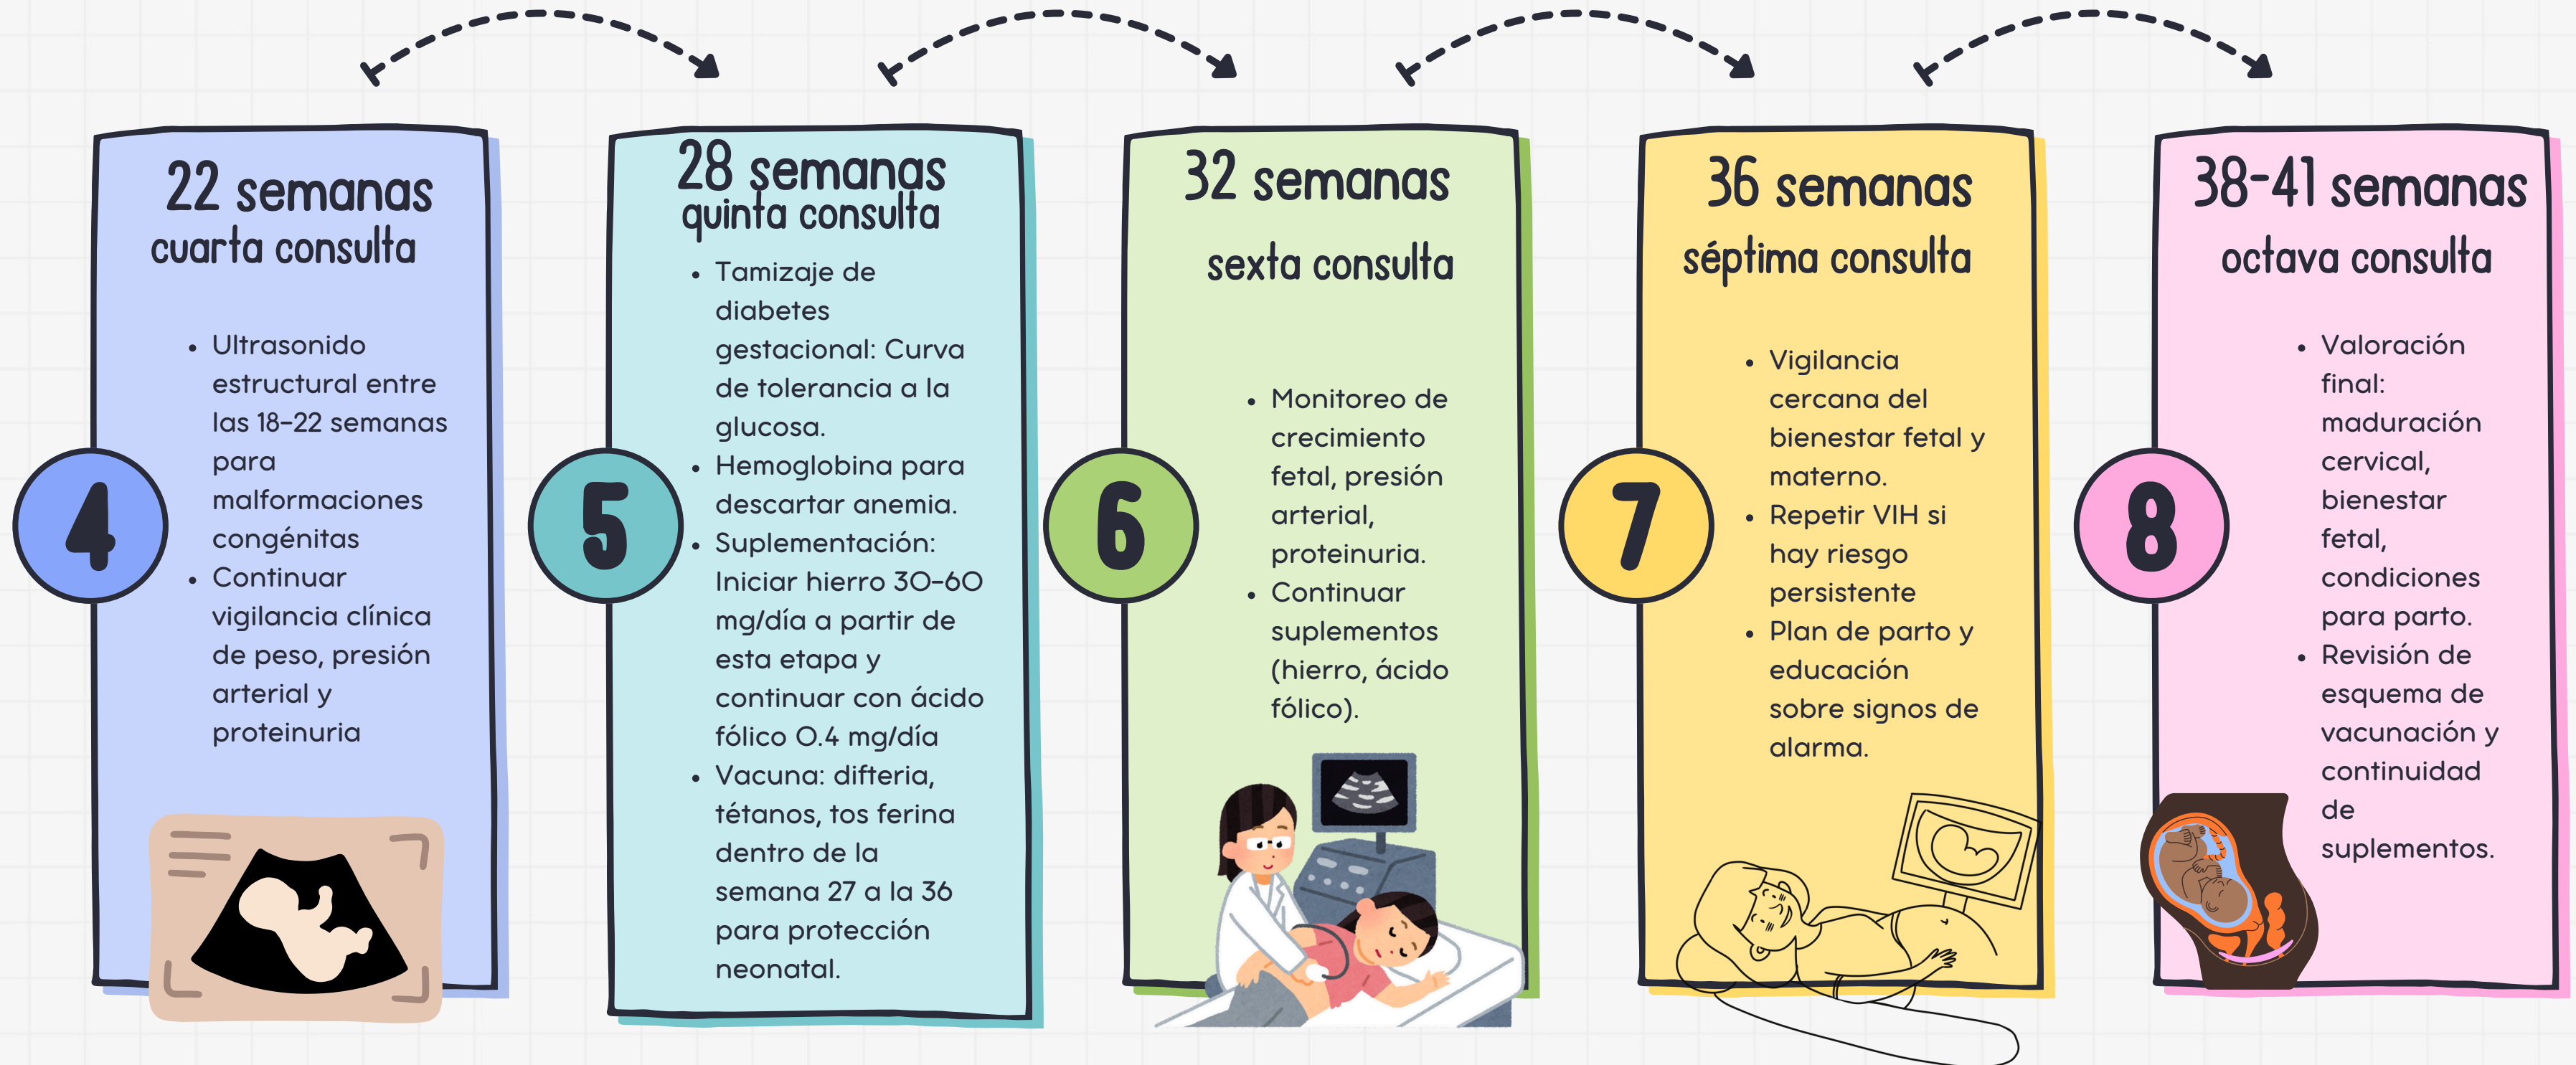 22 semanas
cuarta consulta
• Ultrasonido
estructural entre
las 18-22 semanas
para
malformaciones
congénitas
• Continuar
vigilancia clínica
de peso, presión
arterial y
proteinuria
4
28 semanas
quinta consulta
• Tamizaje de
diabetes
gestacional: Curva
de tolerancia a la
glucosa.
• Hemoglobina para
descartar anemia.
• Suplementación:
Iniciar hierro 30-60
mg/día a partir de
esta etapa y
continuar con ácido
fólico 0.4 mg/día
• Vacuna: difteria,
tétanos, tos ferina
dentro de la
semana 27 a la 36
para protección
neonatal.
5
32 semanas
sexta consulta
• Monitoreo de
crecimiento
fetal, presión
arterial,
proteinuria.
• Continuar
suplementos
(hierro, ácido
fólico).
6
36 semanas
séptima consulta
• Vigilancia
cercana del
bienestar fetal y
materno.
• Repetir VIH si
hay riesgo
persistente
• Plan de parto y
educación
sobre signos de
alarma.
7
38-41 semanas
octava consulta
• Valoración
final:
maduración
cervical,
bienestar
fetal,
condiciones
para parto.
• Revisión de
esquema de
vacunación y
continuidad
de
suplementos.
8